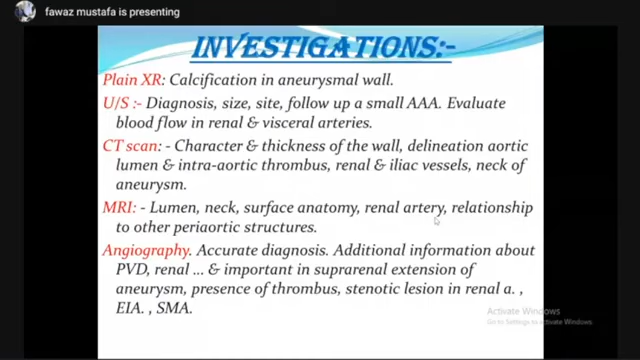 fawaz mustafa is presenting
INVESTIGATIONS:-
Plain XR: Calcification in aneurysmal wall.
U/S :- Diagnosis, size, site, follow up a small AAA. Evaluate
blood flow in renal & visceral arteries.
CT scan: - Character & thickness of the wall, delineation aortic
lumen & intra-aortic thrombus, renal & iliac vessels, neck of
aneurysm.
MRI: - Lumen, neck, surface anatomy, renal artery, relationship
to other periaortic structures.
Angiography. Accurate diagnosis. Additional information about
PVD, renal ... & important in suprarenal extension of
aneurysm, presence of thrombus, stenotic lesion in renal a. ,
EIA. , SMA.
Activate Windows
Go to Settings to activate Windows.